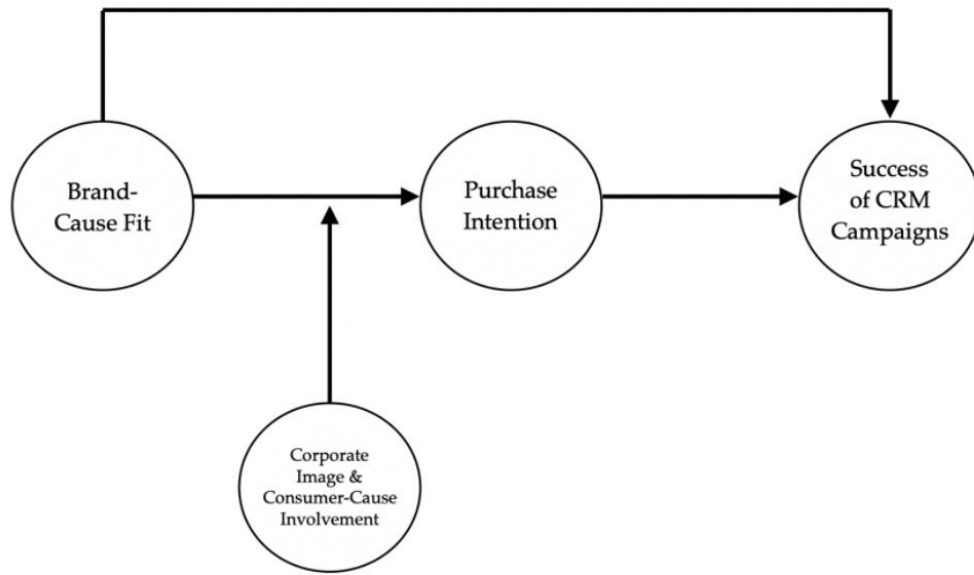 Brand-
Cause Fit
Purchase
Intention
Success
of CRM
Campaigns
Corporate
Image &
Consumer-Cause
Involvement